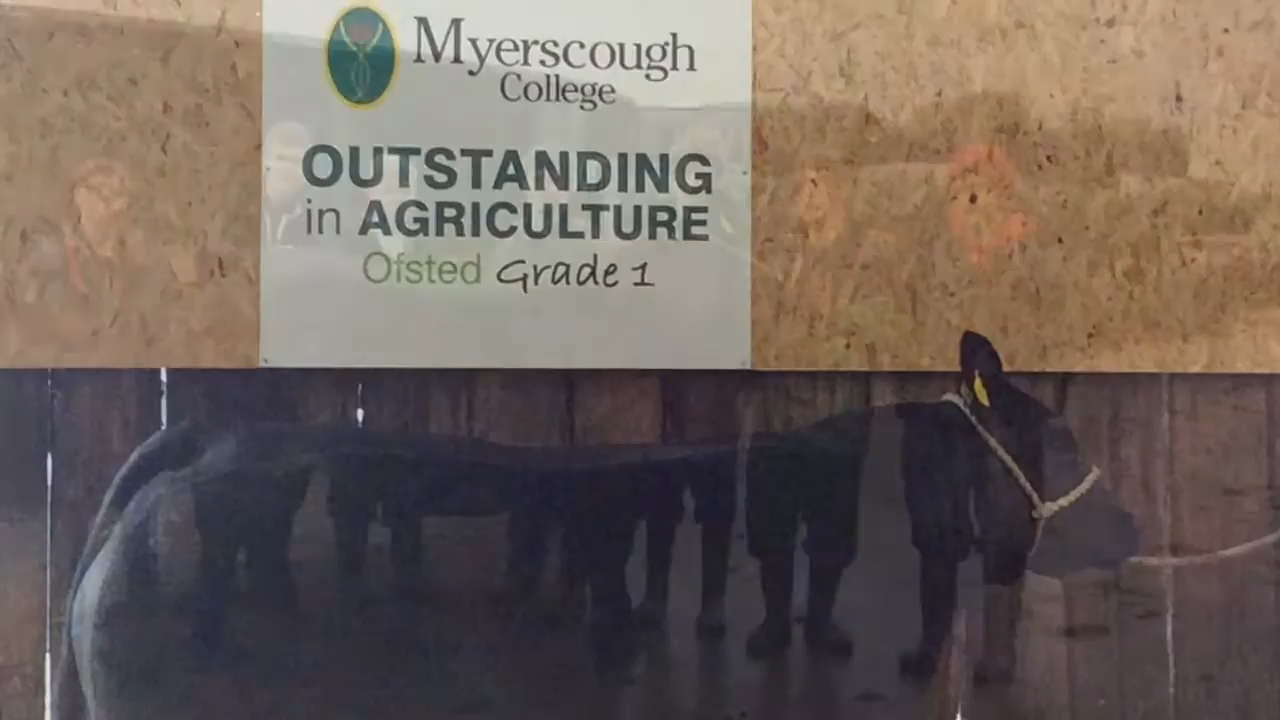 Myerscough
College
OUTSTANDING
in AGRICULTURE
Ofsted Grade 1